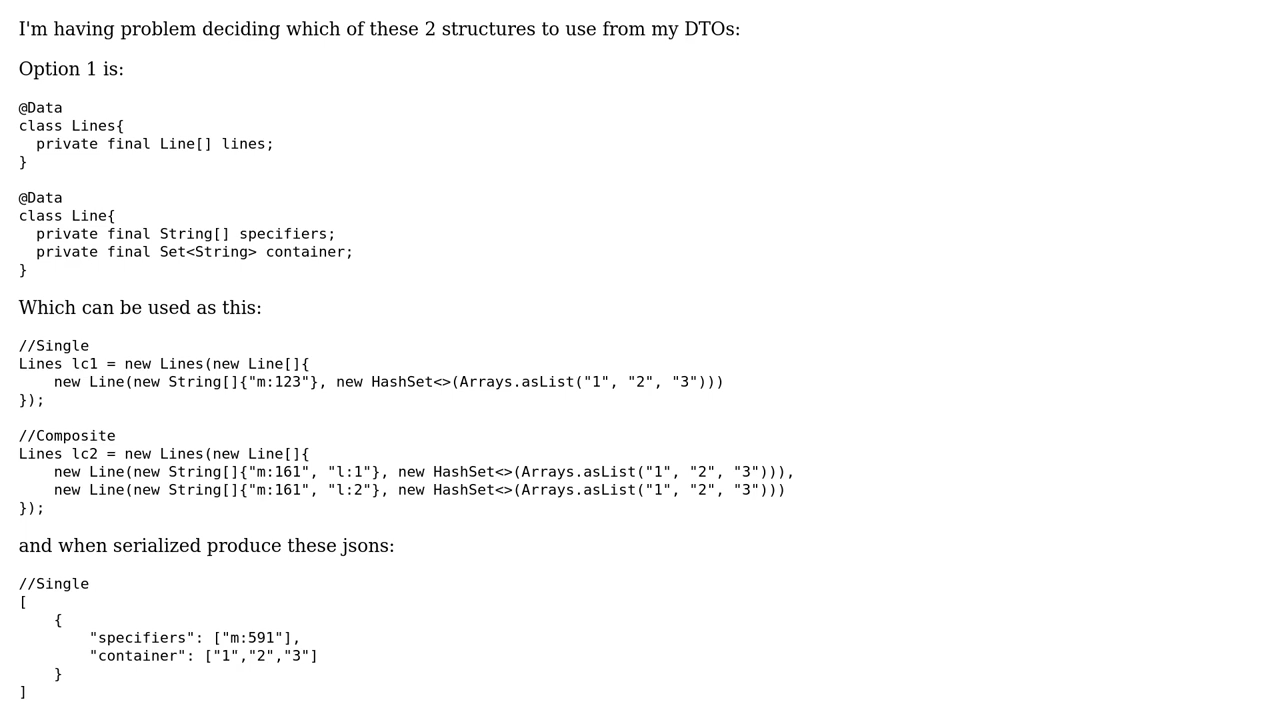 I'm having problem deciding which of these 2 structures to use from my DTOs:
Option 1 is:
@Data
class Lines{
  private final Line[] lines;
}
@Data
class Line{
  private final String[] specifiers;
  private final Set<String> container;
}
Which can be used as this:
//Single
Lines lc1 = new Lines(new Line[]{
    new Line(new String[]{"m:123"}, new HashSet<>(Arrays.asList("1", "2", "3")))
});
//Composite
Lines lc2 = new Lines(new Line[]{
    new Line(new String[]{"m:161", "l:1"}, new HashSet<>(Arrays.asList("1", "2", "3"))),
    new Line(new String[]{"m:161", "l:2"}, new HashSet<>(Arrays.asList("1", "2", "3")))
});
and when serialized produce these jsons:
//Single
[
    {
        "specifiers": ["m:591"],
        "container": ["1","2","3"]
    }
]